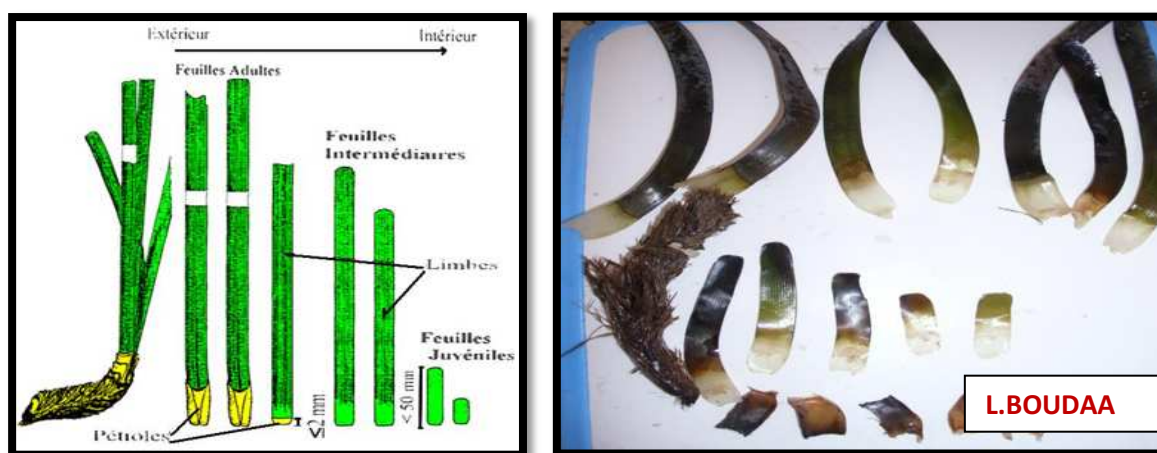 Extérieur
Intérieur
Feuilles Adultes
Feuilles
Intermédiaires
Limbes
Feuilles
Juvéniles
< 50 mm
≤2 mm
Pétioles
L.BOUDAA